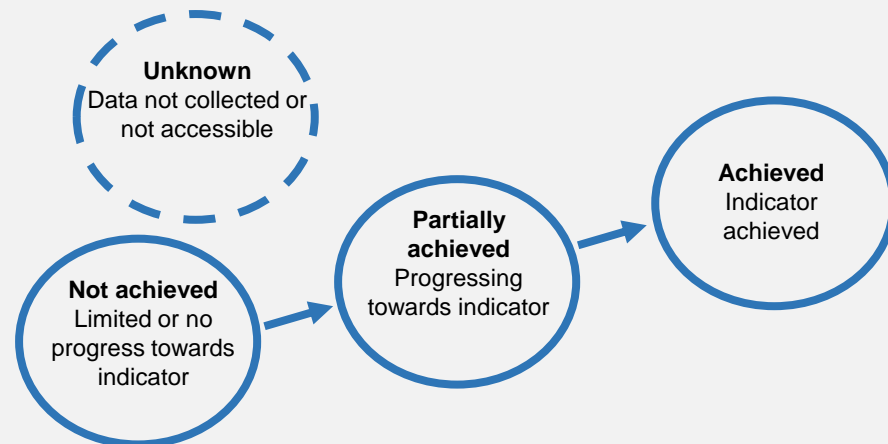 Unknown
Data not collected or
not accessible
Not achieved
Limited or no
progress towards
indicator
Partially
achieved
Progressing
towards indicator
Achieved
Indicator
achieved